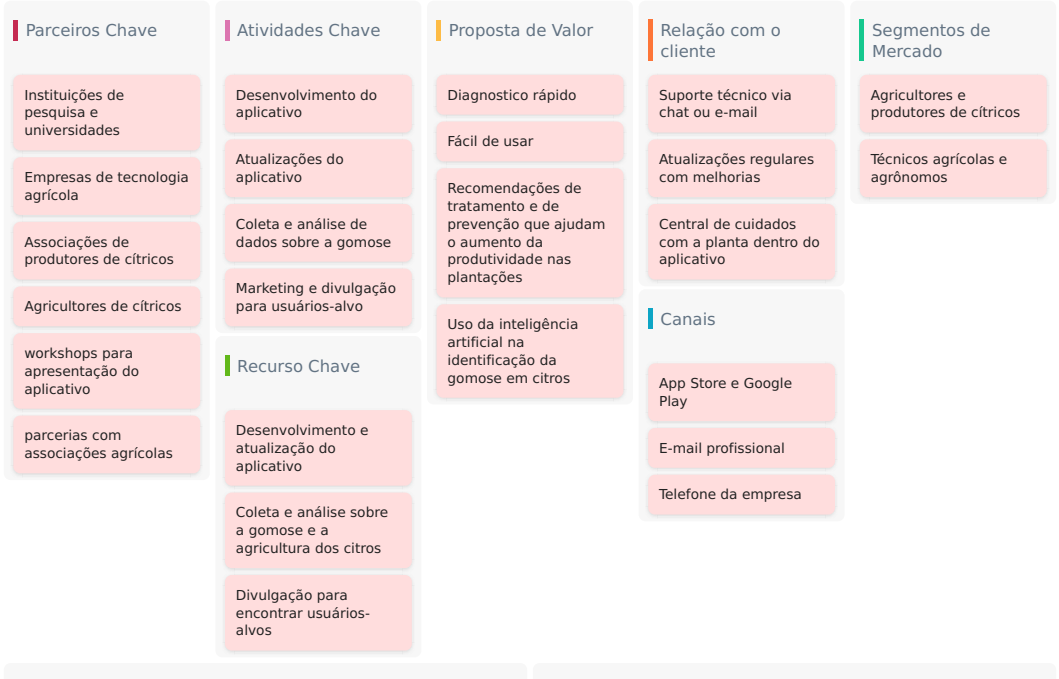 Parceiros Chave
Instituições de
pesquisa e
universidades
Empresas de tecnologia
agrícola
Associações de
produtores de cítricos
Agricultores de cítricos
workshops para
apresentação do
aplicativo
parcerias com
associações agrícolas
Atividades Chave
Desenvolvimento do
aplicativo
Atualizações do
aplicativo
Coleta e análise de
dados sobre a gomose
Marketing e divulgação
para usuários-alvo
Recurso Chave
Desenvolvimento e
atualização do
aplicativo
Coleta e análise sobre
a gomose e a
agricultura dos citros
Divulgação para
encontrar usuários-
alvos
Proposta de Valor
Diagnostico rápido
Fácil de usar
Recomendações de
tratamento e de
prevenção que ajudam
o aumento da
produtividade nas
plantações
Uso da inteligência
artificial na
identificação da
gomose em citros
Relação com o
cliente
Suporte técnico via
chat ou e-mail
Atualizações regulares
com melhorias
Central de cuidados
com a planta dentro do
aplicativo
Canais
App Store e Google
Play
E-mail profissional
Telefone da empresa
Segmentos de
Mercado
Agricultores e
produtores de cítricos
Técnicos agrícolas e
agrônomos